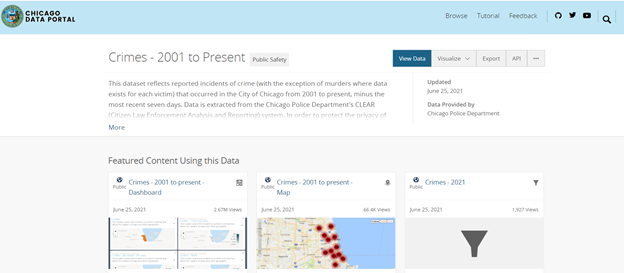 CHICAGO
DATA PORTAL
Browse Tutorial Feedback
Crimes - 2001 to Present Public Safety
View Data Visualize Export API
This dataset reflects reported incidents of crime (with the exception of murders where data
exists for each victim) that occurred in the City of Chicago from 2001 to present, minus the
most recent seven days. Data is extracted from the Chicago Police Department's CLEAR
(Citizen Law Enforcement Analysis and Reporting) system. In order to protect the privacy of
More
Updated
June 25, 2021
Data Provided by
Chicago Police Department
Featured Content Using this Data
Public
Crimes - 2001 to present -
Dashboard
June 25, 2021 2.67M Views
Public
Crimes - 2001 to present -
Map
June 25, 2021 66.4K Views
Public
Crimes - 2021
June 25, 2021 1,927 Views